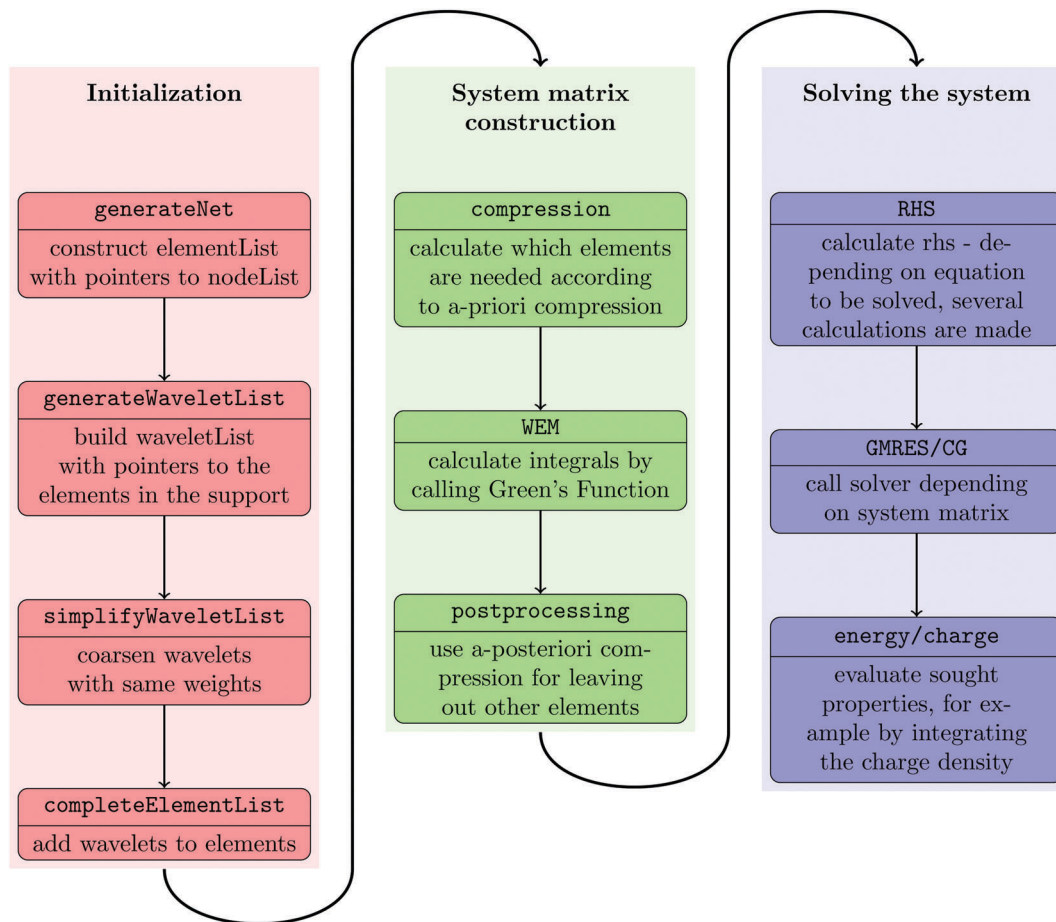 Initialization
generateNet
construct elementList
with pointers to nodeList
generateWaveletList
build waveletList
with pointers to the
elements in the support
simplifyWaveletList
coarsen wavelets
with same weights
completeElementList
add wavelets to elements
System matrix
construction
compression
calculate which elements
are needed according
to a-priori compression
WEM
calculate integrals by
calling Green's Function
postprocessing
use a-posteriori com-
pression for leaving
out other elements
Solving the system
RHS
calculate rhs - de-
pending on equation
to be solved, several
calculations are made
GMRES/CG
call solver depending
on system matrix
energy/charge
evaluate sought
properties, for ex-
ample by integrating
the charge density